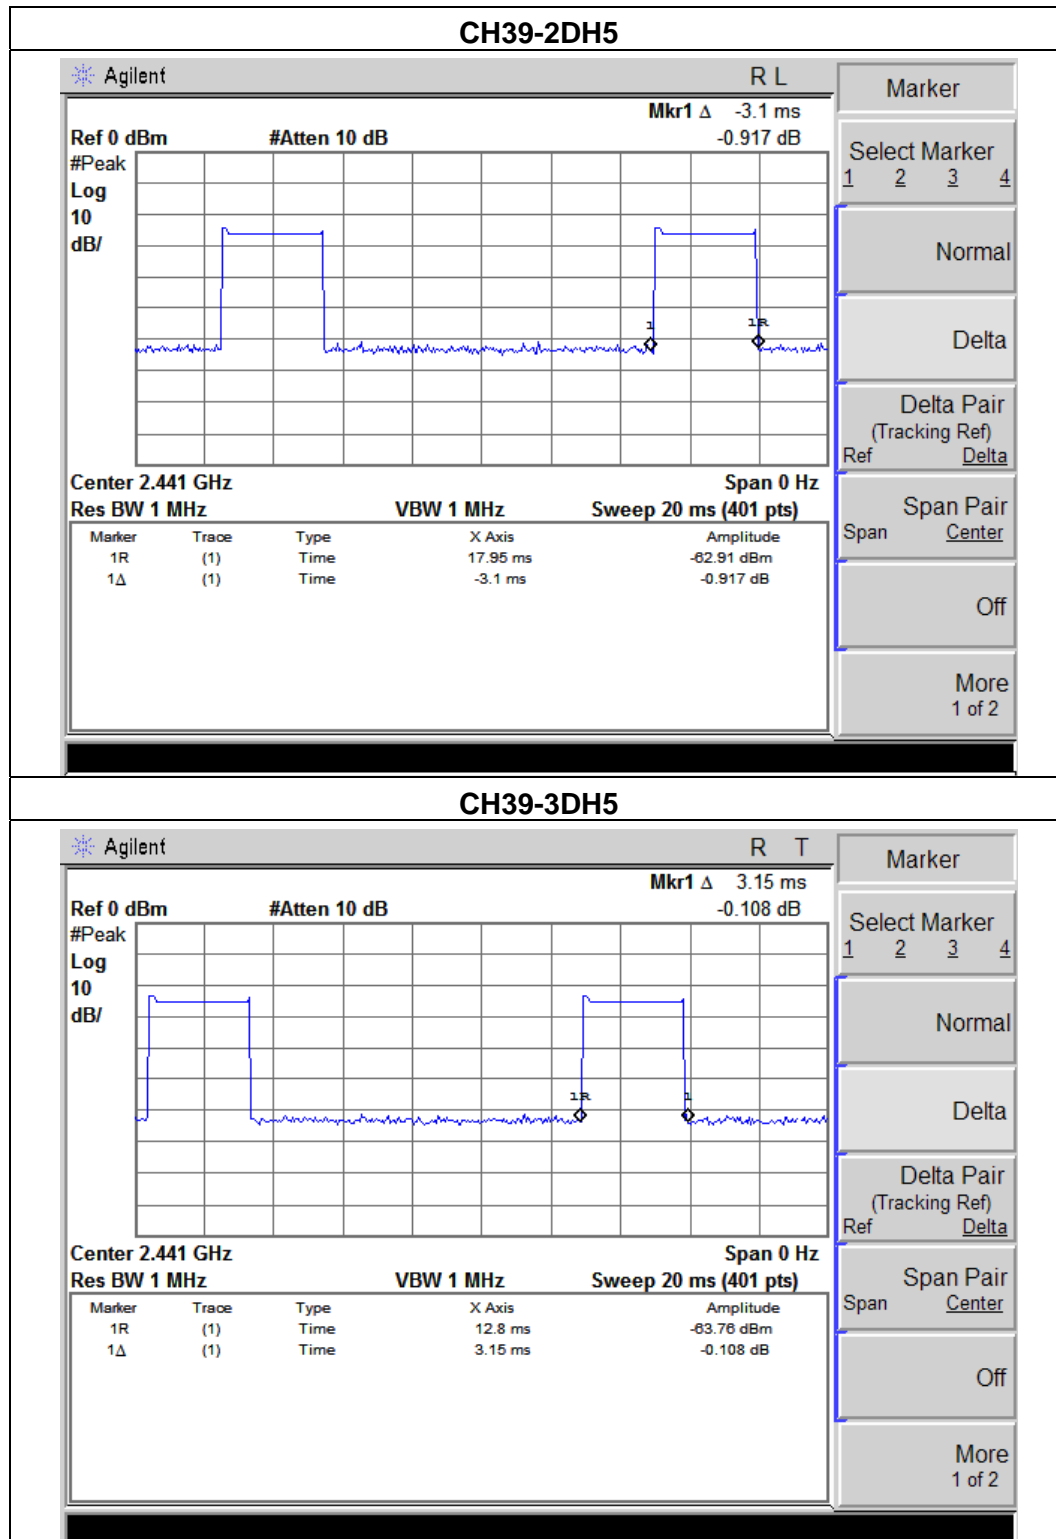 CH39-2DH5
Agilent R L
Marker
Mkr1 Δ -3.1 ms
Ref 0 dBm #Atten 10 dB -0.917 dB
#Peak
Log
10
dB/
1 1R
Center 2.441 GHz Span 0 Hz
Res BW 1 MHz VBW 1 MHz Sweep 20 ms (401 pts)
Marker Trace Type X Axis Amplitude
1R (1) Time 17.95 ms -62.91 dBm
1Δ (1) Time -3.1 ms -0.917 dB
Select Marker
1 2 3 4
Normal
Delta
Delta Pair
(Tracking Ref)
Ref Delta
Span Pair
Span Center
Off
More
1 of 2
CH39-3DH5
Agilent R T
Marker
Mkr1 Δ 3.15 ms
Ref 0 dBm #Atten 10 dB -0.108 dB
#Peak
Log
10
dB/
1R 1
Center 2.441 GHz Span 0 Hz
Res BW 1 MHz VBW 1 MHz Sweep 20 ms (401 pts)
Marker Trace Type X Axis Amplitude
1R (1) Time 12.8 ms -63.76 dBm
1Δ (1) Time 3.15 ms -0.108 dB
Select Marker
1 2 3 4
Normal
Delta
Delta Pair
(Tracking Ref)
Ref Delta
Span Pair
Span Center
Off
More
1 of 2